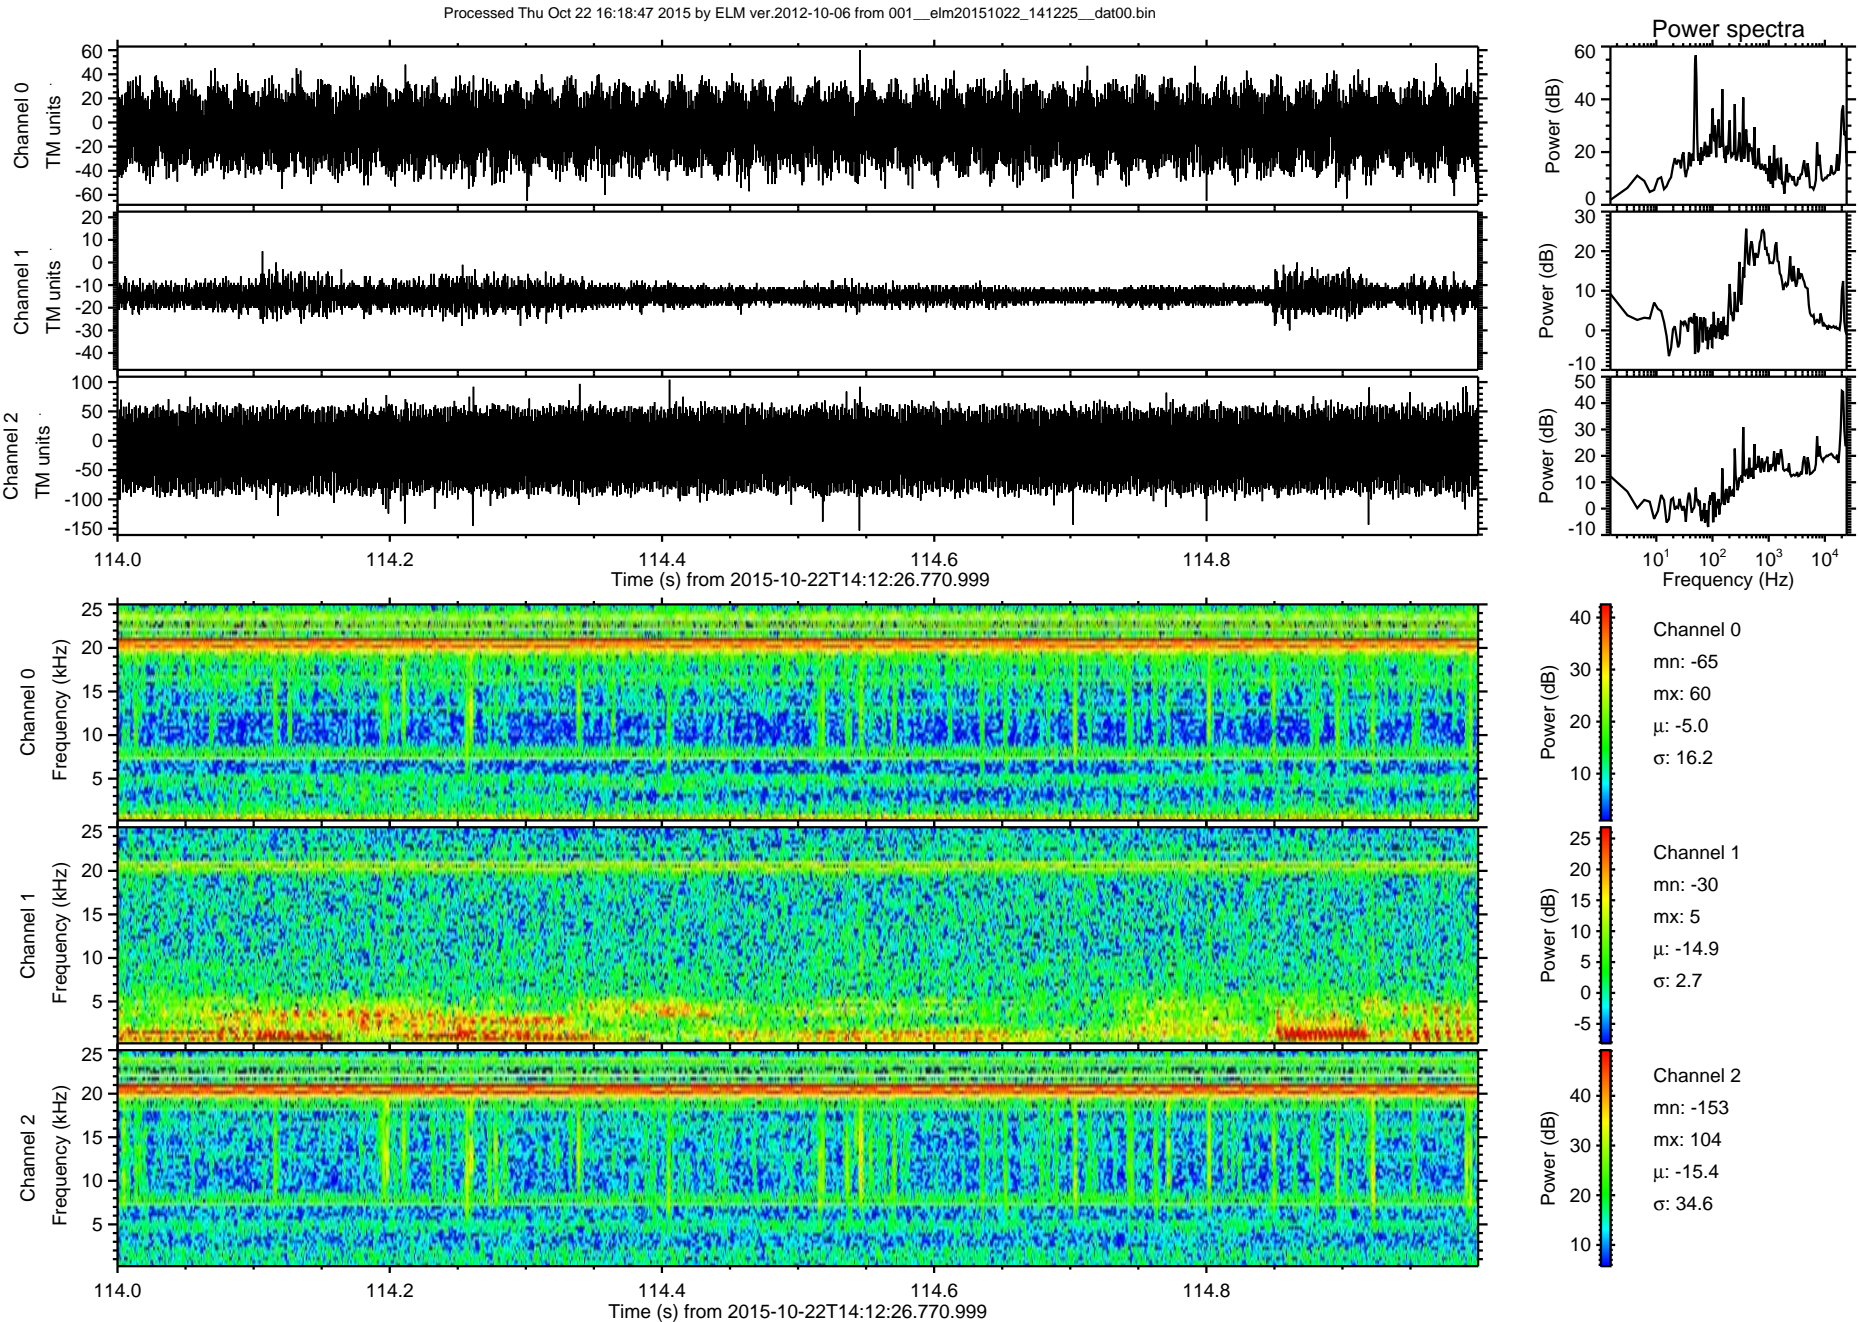 Processed Thu Oct 22 16:18:47 2015 by ELM ver.2012-10-06 from 001__elm20151022_141225__dat00.bin
Power spectra
Channel 0
TM units
60
40
20
0
-20
-40
-60
Power (dB)
60
40
20
0
Channel 1
TM units
20
10
0
-10
-20
-30
-40
Power (dB)
30
20
10
0
-10
Channel 2
TM units
100
50
0
-50
-100
-150
Power (dB)
50
40
30
20
10
0
-10
114.0 114.2 114.4 114.6 114.8
Time (s) from 2015-10-22T14:12:26.770.999
10^1 10^2 10^3 10^4
Frequency (Hz)
Channel 0
Frequency (kHz)
25
20
15
10
5
Power (dB)
40
30
20
10
Channel 0
mn: -65
mx: 60
μ: -5.0
σ: 16.2
Channel 1
Frequency (kHz)
25
20
15
10
5
Power (dB)
25
20
15
10
5
0
-5
Channel 1
mn: -30
mx: 5
μ: -14.9
σ: 2.7
Channel 2
Frequency (kHz)
25
20
15
10
5
Power (dB)
40
30
20
10
Channel 2
mn: -153
mx: 104
μ: -15.4
σ: 34.6
114.0 114.2 114.4 114.6 114.8
Time (s) from 2015-10-22T14:12:26.770.999